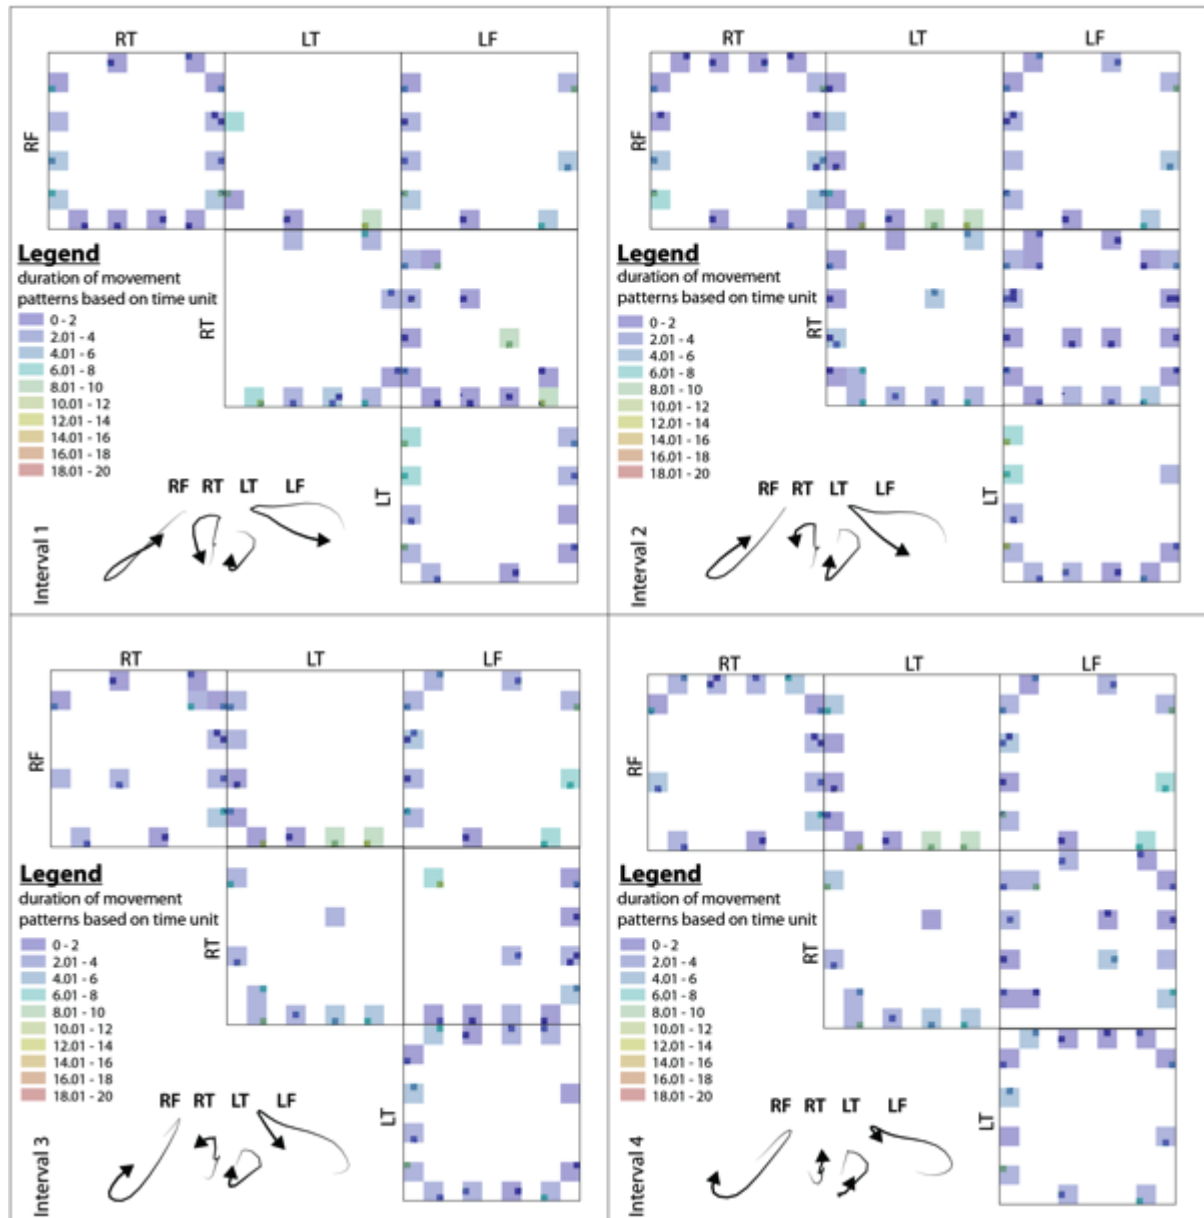 RT LT LF
RF
Legend
duration of movement
patterns based on time unit
0 - 2
2.01 - 4
4.01 - 6
6.01 - 8
8.01 - 10
10.01 - 12
12.01 - 14
14.01 - 16
16.01 - 18
18.01 - 20
RT
LT
RF RT LT LF
Interval 1
RT LT LF
RF
Legend
duration of movement
patterns based on time unit
0 - 2
2.01 - 4
4.01 - 6
6.01 - 8
8.01 - 10
10.01 - 12
12.01 - 14
14.01 - 16
16.01 - 18
18.01 - 20
RT
LT
RF RT LT LF
Interval 2
RT LT LF
RF
Legend
duration of movement
patterns based on time unit
0 - 2
2.01 - 4
4.01 - 6
6.01 - 8
8.01 - 10
10.01 - 12
12.01 - 14
14.01 - 16
16.01 - 18
18.01 - 20
RT
LT
RF RT LT LF
Interval 3
RT LT LF
RF
Legend
duration of movement
patterns based on time unit
0 - 2
2.01 - 4
4.01 - 6
6.01 - 8
8.01 - 10
10.01 - 12
12.01 - 14
14.01 - 16
16.01 - 18
18.01 - 20
RT
LT
RF RT LT LF
Interval 4